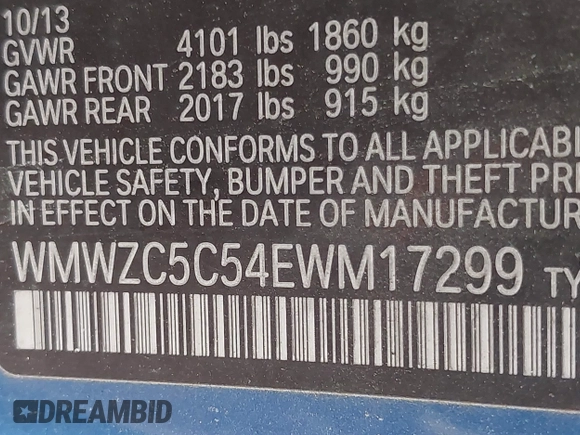 10/13
GVWR 4101 lbs 1860 kg
GAWR FRONT 2183 lbs 990 kg
GAWR REAR 2017 lbs 915 kg
THIS VEHICLE CONFORMS TO ALL APPLICABL
VEHICLE SAFETY, BUMPER AND THEFT PRE
IN EFFECT ON THE DATE OF MANUFACTUR
WMWZC5C54EWM17299 TY
DREAMBID